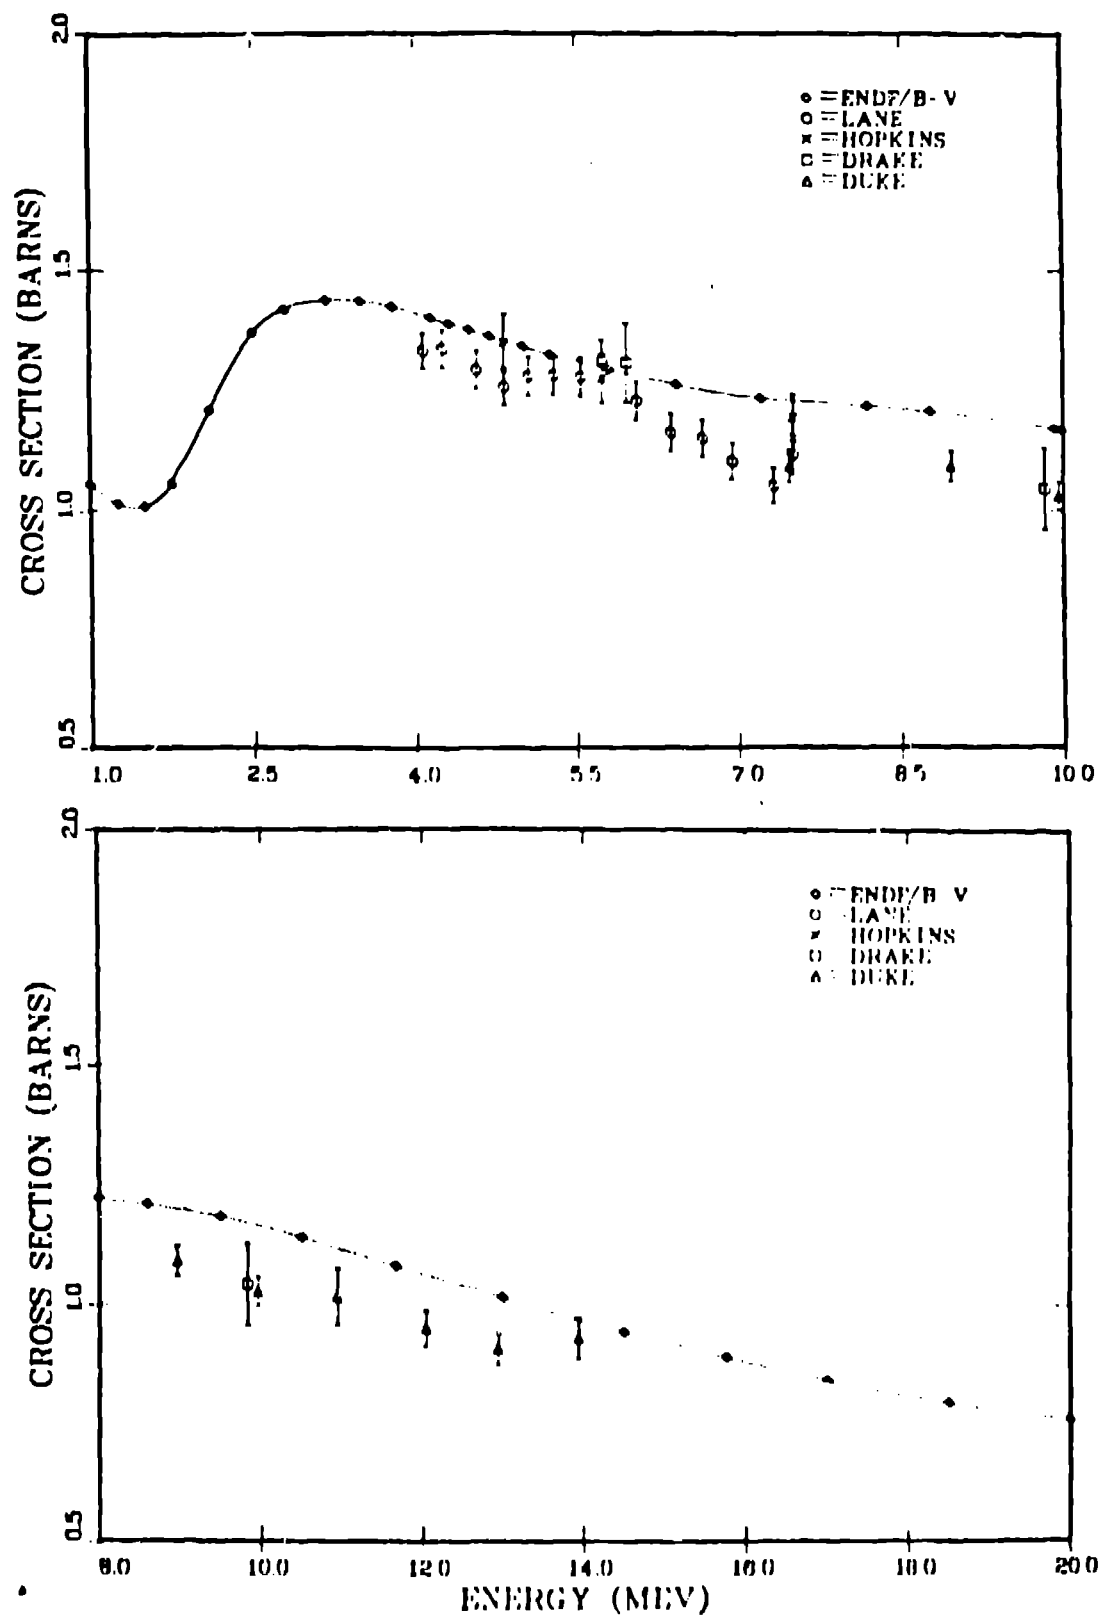 2.0
ENDF/B-V
LANE
HOPKINS
DRAKE
DUKE
1.5
CROSS SECTION (BARNS)
1.0
0.5
1.0 2.5 4.0 5.5 7.0 8.5 10.0
2.0
ENDF/B-V
LANE
HOPKINS
DRAKE
DUKE
1.5
CROSS SECTION (BARNS)
1.0
0.5
8.0 10.0 12.0 14.0 16.0 18.0 20.0
ENERGY (MEV)